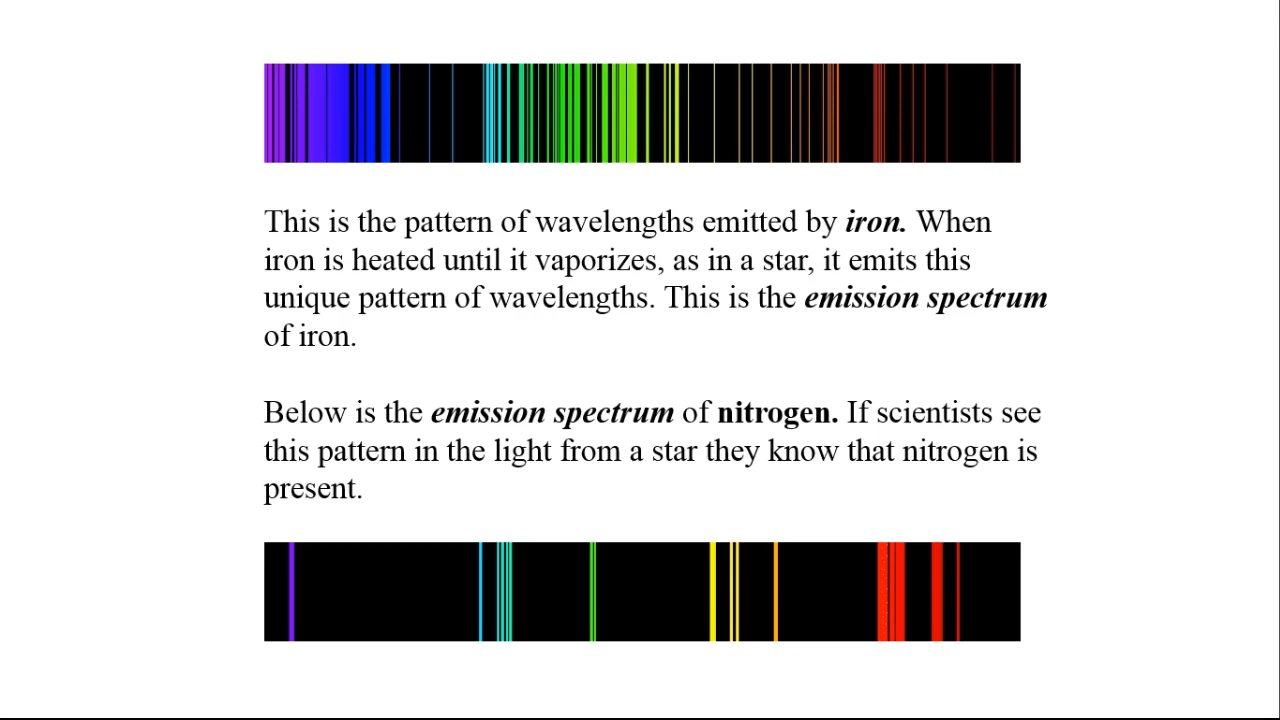 This is the pattern of wavelengths emitted by iron. When
iron is heated until it vaporizes, as in a star, it emits this
unique pattern of wavelengths. This is the emission spectrum
of iron.
Below is the emission spectrum of nitrogen. If scientists see
this pattern in the light from a star they know that nitrogen is
present.